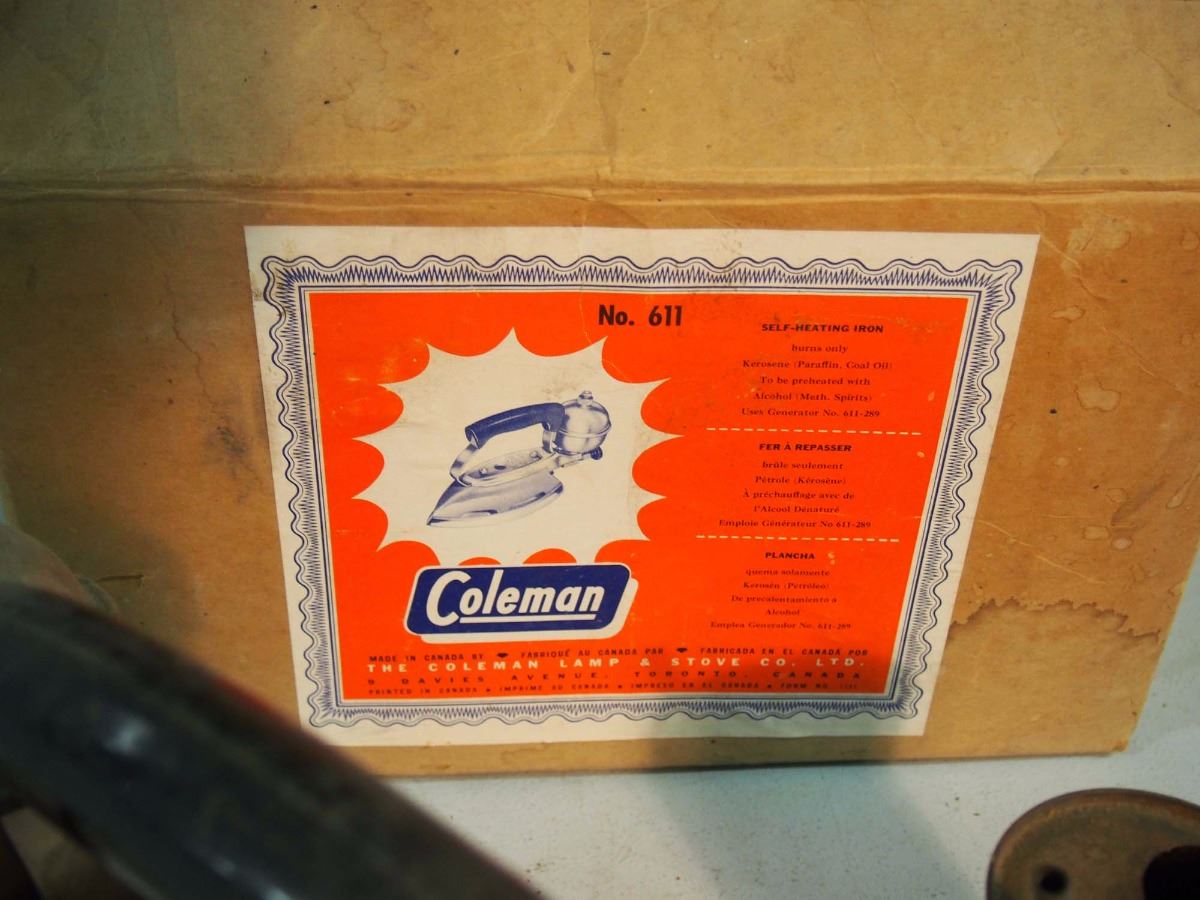 No. 611
SELF-HEATING IRON
burns only
Kerosene (Paraffin, Coal Oil)
To be preheated with
Alcohol (Meth. Spirits)
Uses Generator No. 611-289
FER À REPASSER
brûle seulement
Pétrole (Kérosène)
À préchauffage avec de
l'Alcool Dénaturé
Emploie Générateur No 611-289
PLANCHA
quema solamente
Kerosén (Petróleo)
De precalentamiento a
Alcohol
Emplea Generador No. 611-289
Coleman
MADE IN CANADA BY FABRIQUÉ AU CANADA PAR FABRICADA EN EL CANADÁ POR
THE COLEMAN LAMP & STOVE CO. LTD.
9 DAVIES AVENUE, TORONTO, CANADA
PRINTED IN CANADA • IMPRIMÉ AU CANADA • IMPRESO EN EL CANADA • FORM NO.